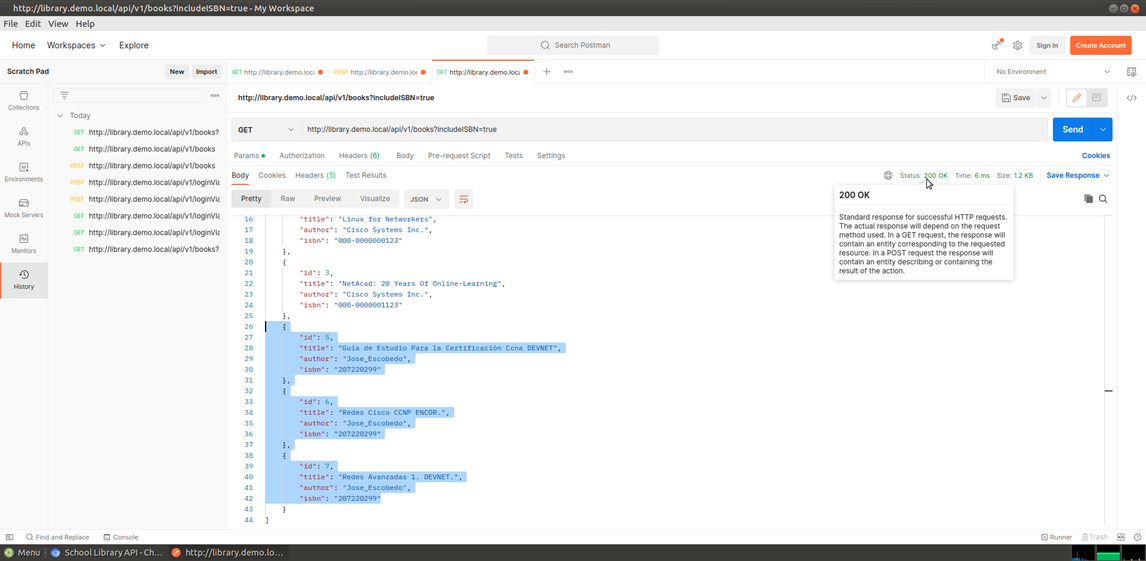 http://library.demo.local/api/v1/books?includeISBN=true - My Workspace
File Edit View Help
Home Workspaces Explore Search Postman Sign In Create Account
Scratch Pad New Import
GET http://library.demo.loc
POST http://library.demo.loc
GET http://library.demo.loc
No Environment
Collections
APIs
Environments
Mock Servers
Monitors
History
Today
GET http://library.demo.local/api/v1/books?
GET http://library.demo.local/api/v1/books
POST http://library.demo.local/api/v1/books
POST http://library.demo.local/api/v1/loginVia
POST http://library.demo.local/api/v1/loginVia
GET http://library.demo.local/api/v1/loginVia
GET http://library.demo.local/api/v1/loginVia
GET http://library.demo.local/api/v1/books?
http://library.demo.local/api/v1/books?includeISBN=true
Save
GET http://library.demo.local/api/v1/books?includeISBN=true Send
Params Authorization Headers (6) Body Pre-request Script Tests Settings Cookies
Body Cookies Headers (5) Test Results Status: 200 OK Time: 6 ms Size: 1.2 KB Save Response
Pretty Raw Preview Visualize JSON
200 OK
Standard response for successful HTTP requests.
The actual response will depend on the request
method used. In a GET request, the response will
contain an entity corresponding to the requested
resource. In a POST request the response will
contain an entity describing or containing the
result of the action.
16 "title": "Linux for Networkers",
17 "author": "Cisco Systems Inc.",
18 "isbn": "000-0000000123"
19 },
20 {
21 "id": 3,
22 "title": "NetAcad: 20 Years Of Online-Learning",
23 "author": "Cisco Systems Inc.",
24 "isbn": "000-0000001123"
25 },
26 {
27 "id": 5,
28 "title": "Guia de Estudio Para la Certificación Ccna DEVNET",
29 "author": "Jose_Escobedo",
30 "isbn": "207220299"
31 },
32 {
33 "id": 6,
34 "title": "Redes Cisco CCNP ENCOR.",
35 "author": "Jose_Escobedo",
36 "isbn": "207220299"
37 },
38 {
39 "id": 7,
40 "title": "Redes Avanzadas 1. DEVNET.",
41 "author": "Jose_Escobedo",
42 "isbn": "207220299"
43 }
44 ]
Find and Replace Console Runner Trash
Menu School Library API - Ch... http://library.demo.lo...